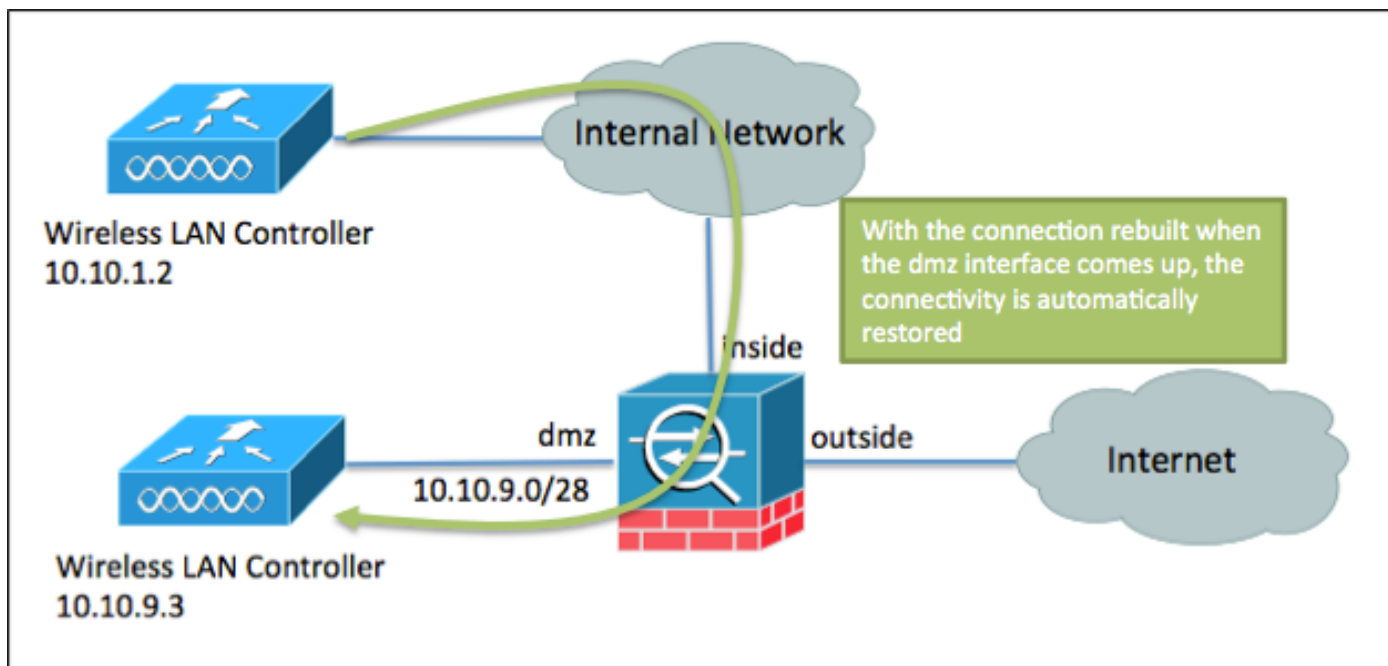 Internal Network
Wireless LAN Controller
10.10.1.2
With the connection rebuilt when
the dmz interface comes up, the
connectivity is automatically
restored
inside
dmz
outside
Internet
10.10.9.0/28
Wireless LAN Controller
10.10.9.3